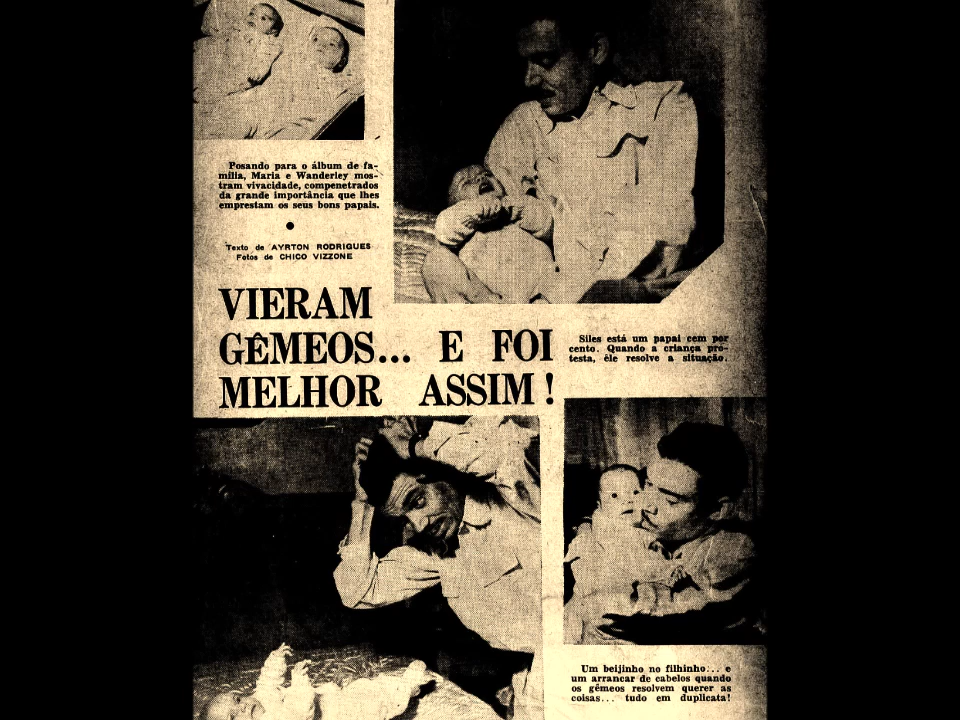 Posando para o álbum de fa-
mília, Maria e Wanderley mos-
tram vivacidade, compenetrados
da grande importância que lhes
emprestam os seus bons papais.
Texto de AYRTON RODRIGUES
Fotos de CHICO VIZZONE
VIERAM
GÊMEOS... E FOI
MELHOR ASSIM!
Siles está um papai cem por
cento. Quando a criança pro-
testa, êle resolve a situação.
Um beijinho no filhinho... e
um arrancar de cabelos quando
os gêmeos resolvem querer as
coisas... tudo em duplicata!